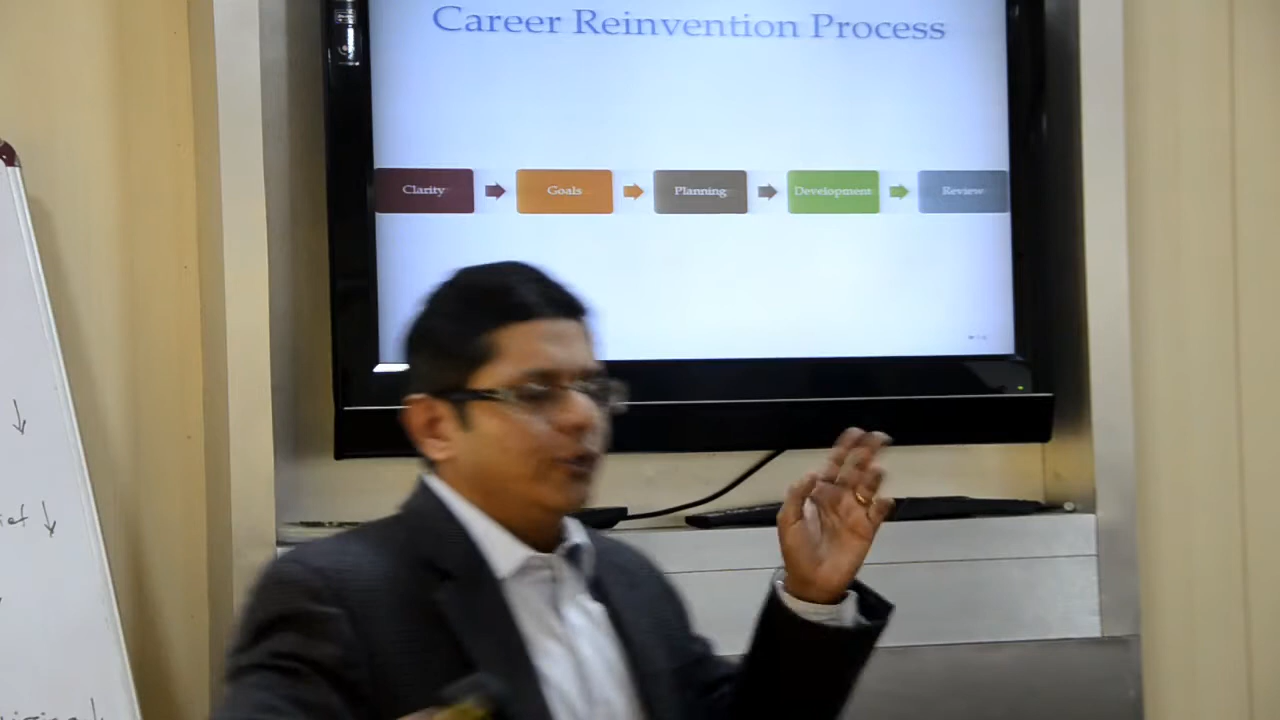 Career Reinvention Process
Clarity
Goals
Planning
Development
Review